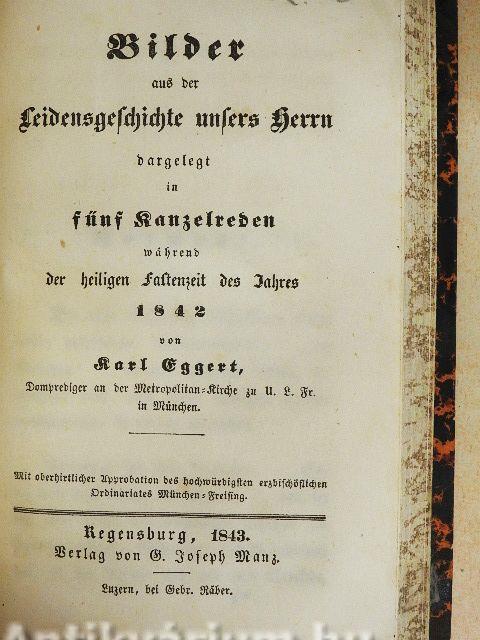 Bilder
aus der
Leidensgeschichte unsers Herrn
dargelegt
in
fünf Kanzelreden
während
der heiligen Fastenzeit des Jahres
1842
von
Karl Eggert,
Domprediger an der Metropolitan-Kirche zu U. L. Fr.
in München.
Mit oberhirtlicher Approbation des hochwürdigsten erzbischöflichen
Ordinariates München-Freising.
Regensburg, 1843.
Verlag von G. Joseph Manz.
Luzern, bei Gebr. Räber.
Antikvárium.hu